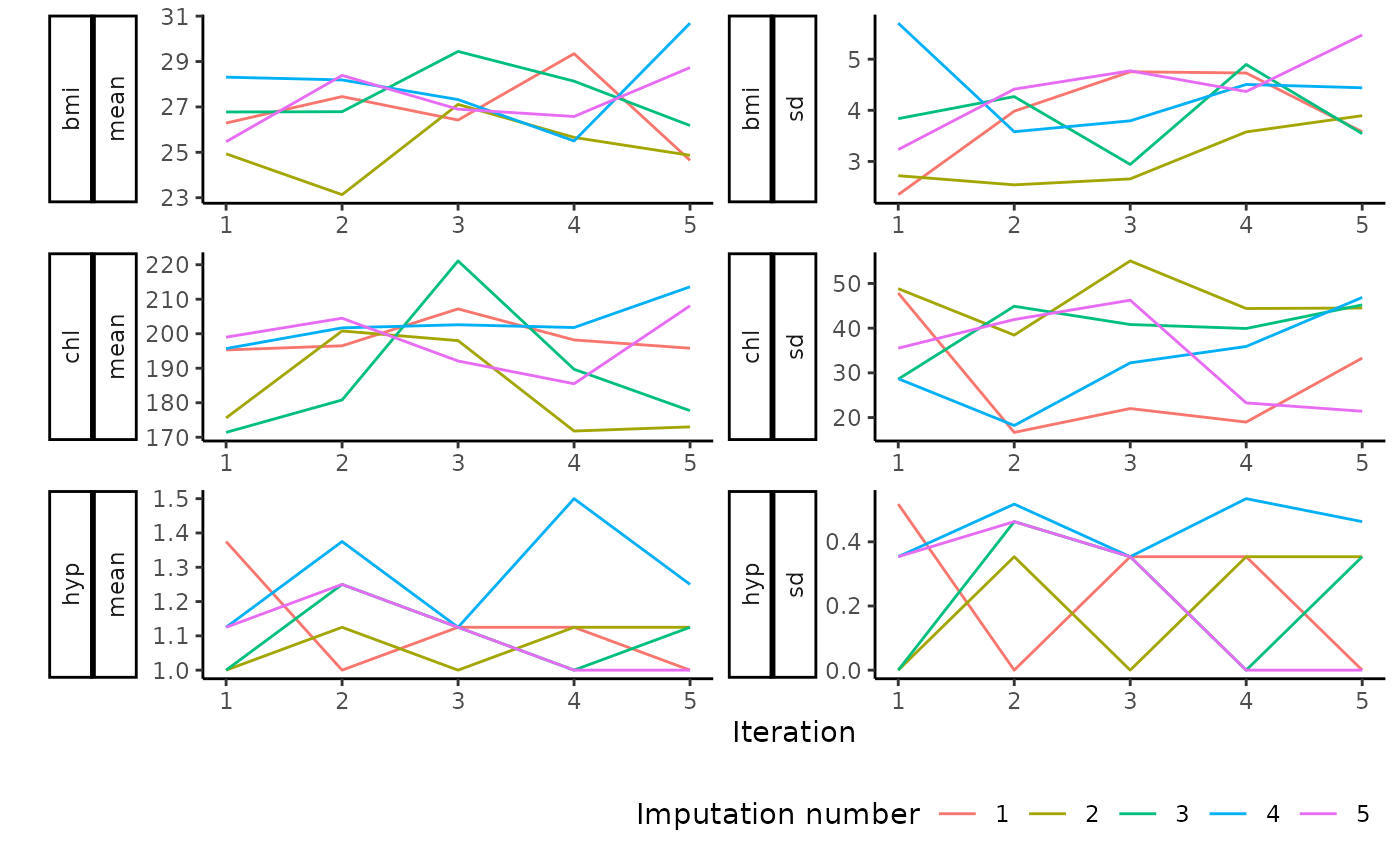 bmi
mean
31
29
27
25
23
1 2 3 4 5
bmi
sd
5
4
3
1 2 3 4 5
chl
mean
220
210
200
190
180
170
1 2 3 4 5
chl
sd
50
40
30
20
1 2 3 4 5
hyp
mean
1.5
1.4
1.3
1.2
1.1
1.0
1 2 3 4 5
hyp
sd
0.4
0.2
0.0
1 2 3 4 5
Iteration
Imputation number 1 2 3 4 5